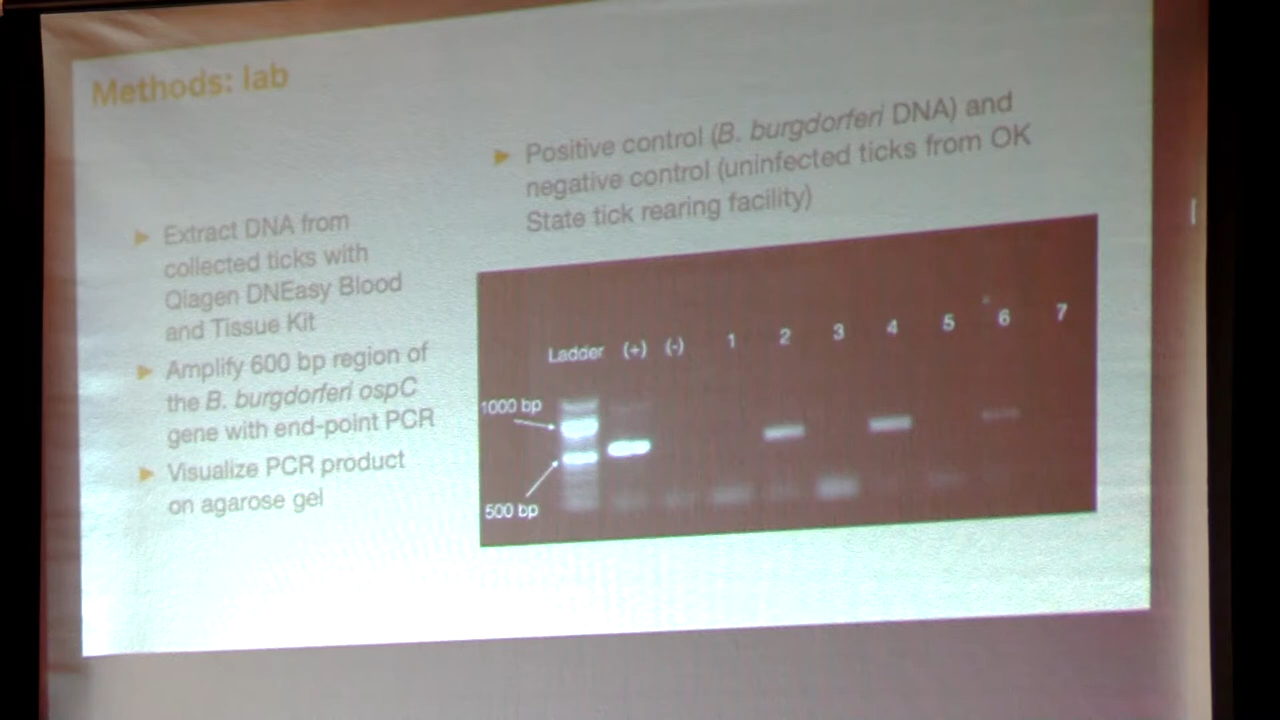 Methods: lab
Extract DNA from
collected ticks with
Qiagen DNEasy Blood
and Tissue Kit
Amplify 600 bp region of
the B. burgdorferi ospC
gene with end-point PCR
Visualize PCR product
on agarose gel
Positive control (B. burgdorferi DNA) and
negative control (uninfected ticks from OK
State tick rearing facility)
Ladder (+) (-) 1 2 3 4 5 6 7
1000 bp
500 bp